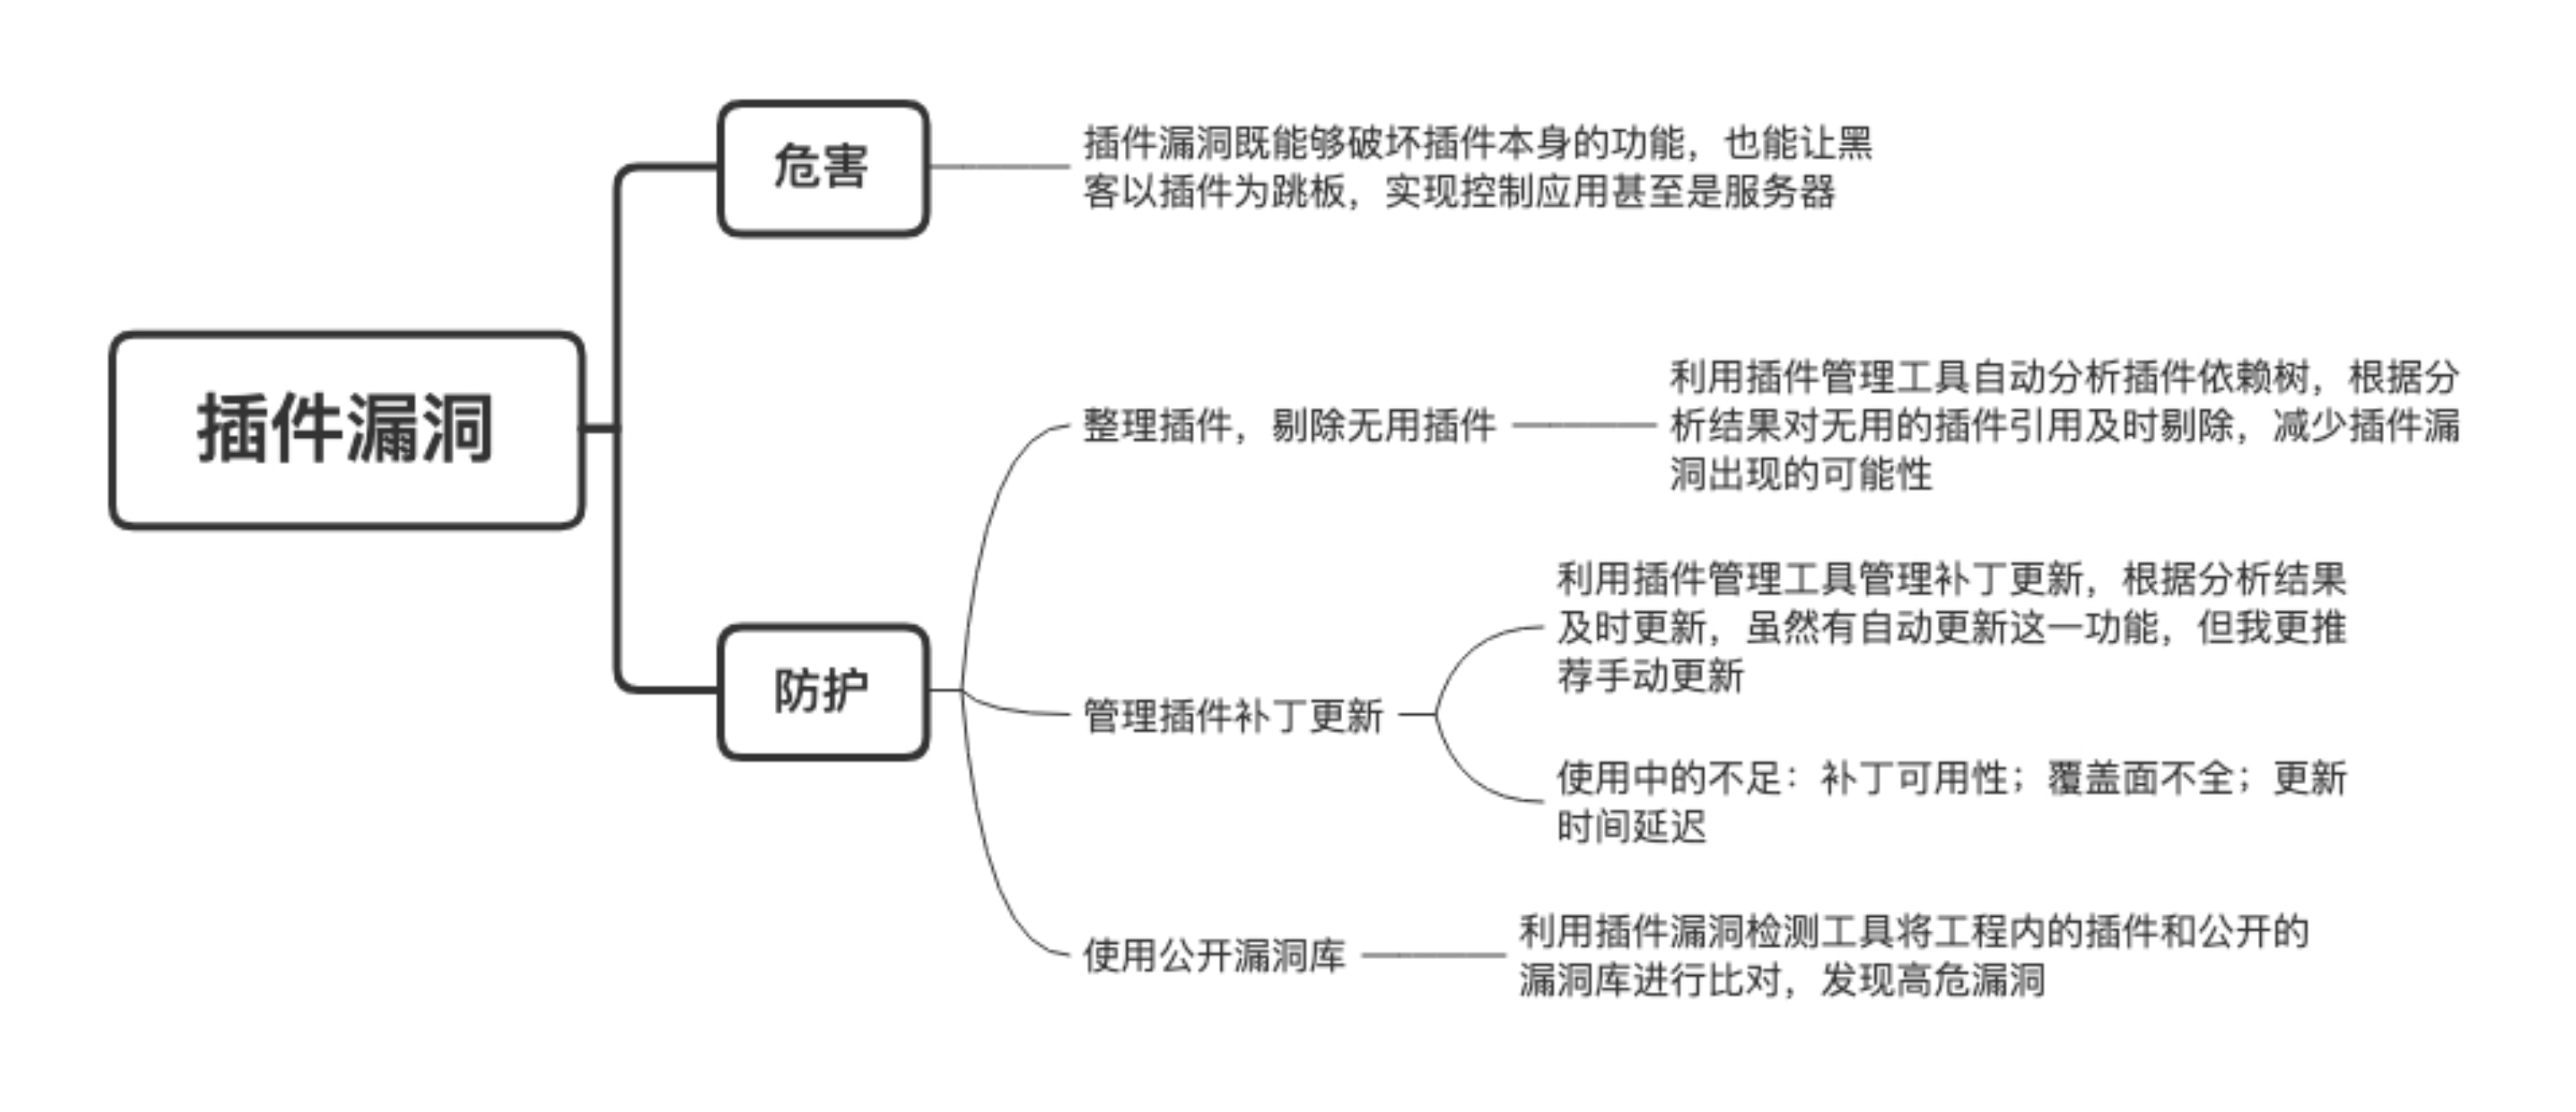 插件漏洞
危害
插件漏洞既能够破坏插件本身的功能，也能让黑
客以插件为跳板，实现控制应用甚至是服务器
防护
整理插件，剔除无用插件
利用插件管理工具自动分析插件依赖树，根据分
析结果对无用的插件引用及时剔除，减少插件漏
洞出现的可能性
管理插件补丁更新
利用插件管理工具管理补丁更新，根据分析结果
及时更新，虽然有自动更新这一功能，但我更推
荐手动更新
使用中的不足：补丁可用性；覆盖面不全；更新
时间延迟
使用公开漏洞库
利用插件漏洞检测工具将工程内的插件和公开的
漏洞库进行比对，发现高危漏洞